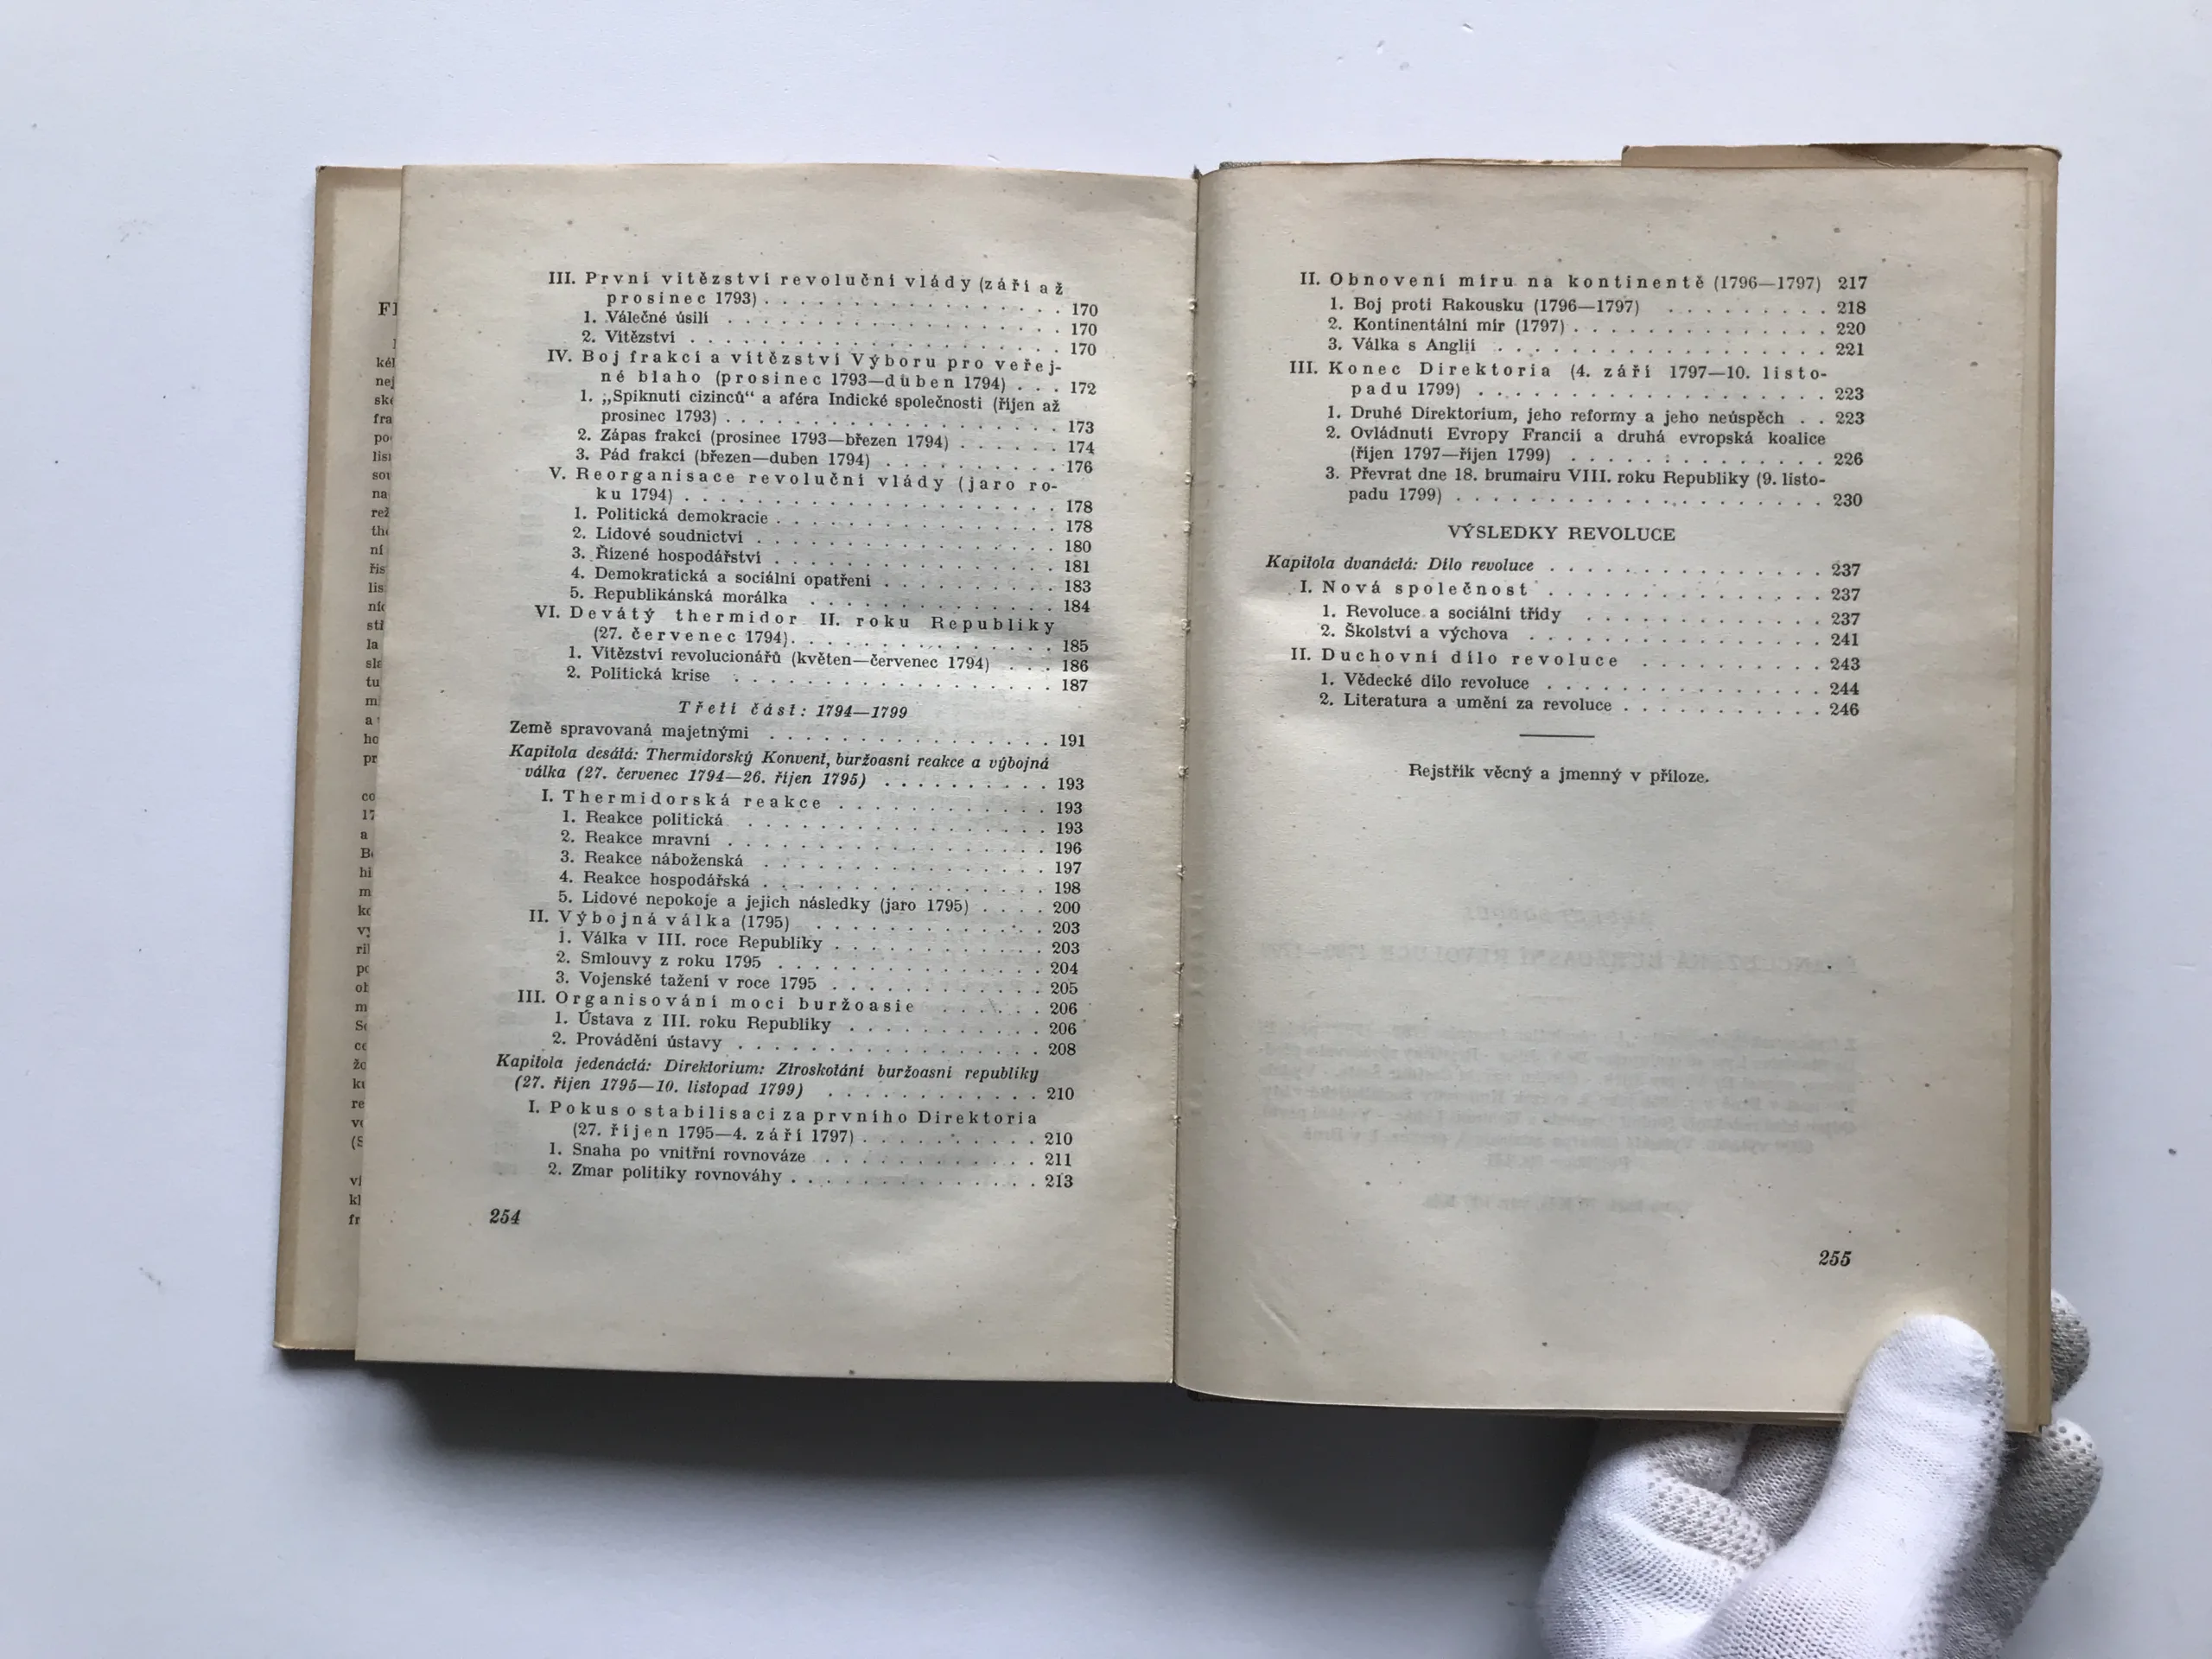 III. První vítězství revoluční vlády (září až
prosinec 1793) . . . . . . . . . . . . . . . . 170
1. Válečné úsilí . . . . . . . . . . . . . . . . . 170
2. Vítězství . . . . . . . . . . . . . . . . . . . 170
IV. Boj frakcí a vítězství Výboru pro veřej-
né blaho (prosinec 1793—duben 1794) . . . 172
1. „Spiknutí cizinců“ a aféra Indické společnosti (říjen až
prosinec 1793) . . . . . . . . . . . . . . . . . . 173
2. Zápas frakcí (prosinec 1793—březen 1794) . . . . . . 174
3. Pád frakcí (březen—duben 1794) . . . . . . . . . . 176
V. Reorganisace revoluční vlády (jaro ro-
ku 1794) . . . . . . . . . . . . . . . . . . . . 178
1. Politická demokracie . . . . . . . . . . . . . . . 178
2. Lidové soudnictví . . . . . . . . . . . . . . . . 180
3. Řízené hospodářství . . . . . . . . . . . . . . . 181
4. Demokratická a sociální opatření . . . . . . . . . 183
5. Republikánská morálka . . . . . . . . . . . . . 184
VI. Devátý thermidor II. roku Republiky
(27. červenec 1794) . . . . . . . . . . . . . . . 185
1. Vítězství revolucionářů (květen—červenec 1794) . . . 186
2. Politická krise . . . . . . . . . . . . . . . . . . 187
Třetí část: 1794—1799
Země spravovaná majetnými . . . . . . . . . . . . . . . . 191
Kapitola desátá: Thermidorský Konvent, buržoasní reakce a výbojná
válka (27. červenec 1794—26. říjen 1795) . . . . . . . . . . 193
I. Thermidorská reakce . . . . . . . . . . . . 193
1. Reakce politická . . . . . . . . . . . . . . . . 193
2. Reakce mravní . . . . . . . . . . . . . . . . . 196
3. Reakce náboženská . . . . . . . . . . . . . . . 197
4. Reakce hospodářská . . . . . . . . . . . . . . . 198
5. Lidové nepokoje a jejich následky (jaro 1795) . . . . 200
II. Výbojná válka (1795) . . . . . . . . . . . . . 203
1. Válka v III. roce Republiky . . . . . . . . . . . . 203
2. Smlouvy z roku 1795 . . . . . . . . . . . . . . . 204
3. Vojenské tažení v roce 1795 . . . . . . . . . . . . 205
III. Organisování moci buržoasie . . . . . . 206
1. Ústava z III. roku Republiky . . . . . . . . . . . 206
2. Provádění ústavy . . . . . . . . . . . . . . . . . 208
Kapitola jedenáctá: Direktorium: Ztroskotání buržoasní republiky
(27. říjen 1795—10. listopad 1799) . . . . . . . . . . . . 210
I. Pokus o stabilisaci za prvního Direktoria
(27. říjen 1795—4. září 1797) . . . . . . . . . . 210
1. Snaha po vnitřní rovnováze . . . . . . . . . . . . 211
2. Zmar politiky rovnováhy . . . . . . . . . . . . . . 213
254
II. Obnovení míru na kontinentě (1796—1797) 217
1. Boj proti Rakousku (1796—1797) . . . . . . . . . 218
2. Kontinentální mír (1797) . . . . . . . . . . . . . . 220
3. Válka s Anglií . . . . . . . . . . . . . . . . . . 221
III. Konec Direktoria (4. září 1797—10. listo-
padu 1799) . . . . . . . . . . . . . . . . . . . 223
1. Druhé Direktorium, jeho reformy a jeho neúspěch . . 223
2. Ovládnutí Evropy Francií a druhá evropská koalice
(říjen 1797—říjen 1799) . . . . . . . . . . . . . . 226
3. Převrat dne 18. brumairu VIII. roku Republiky (9. listo-
padu 1799) . . . . . . . . . . . . . . . . . . . . 230
VÝSLEDKY REVOLUCE
Kapitola dvanáctá: Dílo revoluce . . . . . . . . . . . . . . . 237
I. Nová společnost . . . . . . . . . . . . . . . 237
1. Revoluce a sociální třídy . . . . . . . . . . . . . 237
2. Školství a výchova . . . . . . . . . . . . . . . . 241
II. Duchovní dílo revoluce . . . . . . . . . . 243
1. Vědecké dílo revoluce . . . . . . . . . . . . . . . 244
2. Literatura a umění za revoluce . . . . . . . . . . . 246
Rejstřík věcný a jmenný v příloze.
255